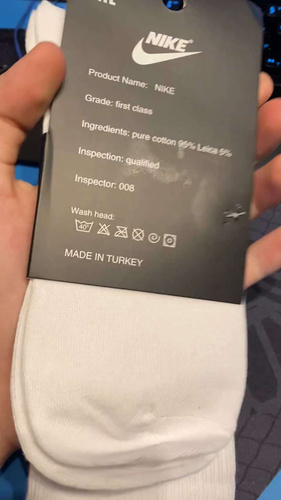 NIKE
Product Name: NIKE
Grade: first class
Ingredients: pure cotton 95% Leica 5%
Inspection: qualified
Inspector: 008
Wash head:
40°
MADE IN TURKEY